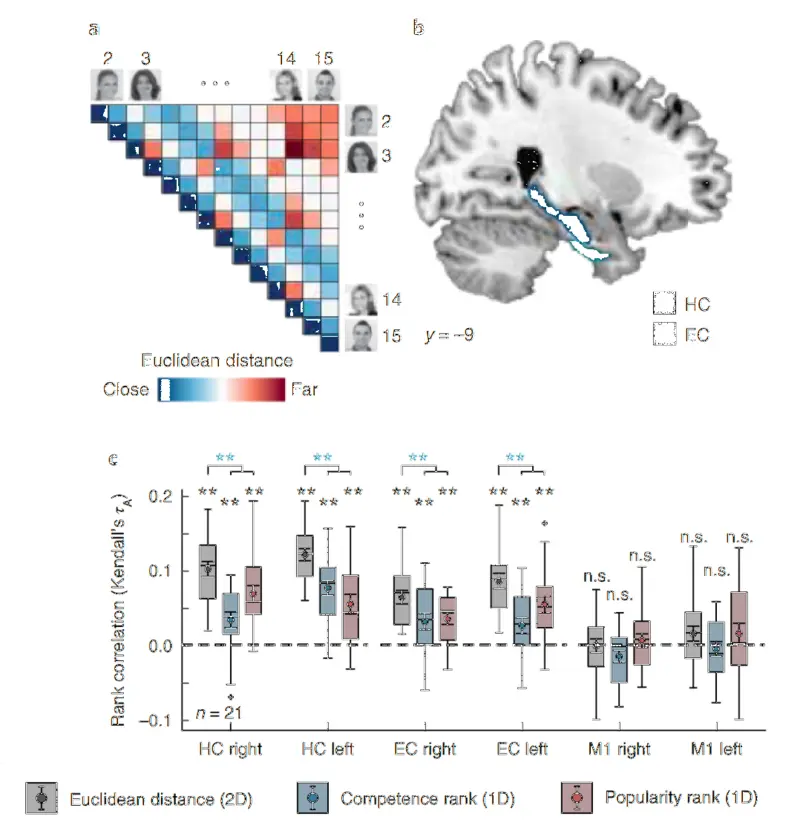 a
b
2 3 14 15
2
3
14
15
Euclidean distance
Close Far
y = −9
HC
EC
c
** ** ** **
** ** ** ** ** ** ** **
** ** ** **
n.s. n.s. n.s. n.s.
n.s. n.s.
Rank correlation (Kendall's τA)
0.2
0.1
0.0
−0.1
n = 21
HC right HC left EC right EC left M1 right M1 left
Euclidean distance (2D) Competence rank (1D) Popularity rank (1D)